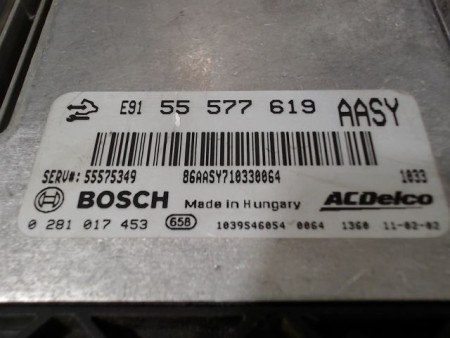 E91 55 577 619 AASY
SERV#: 55575349 86AASY710330064 1033
BOSCH Made in Hungary ACDelco
0 281 017 453 658 1039S46054 0064 1360 11-02-02